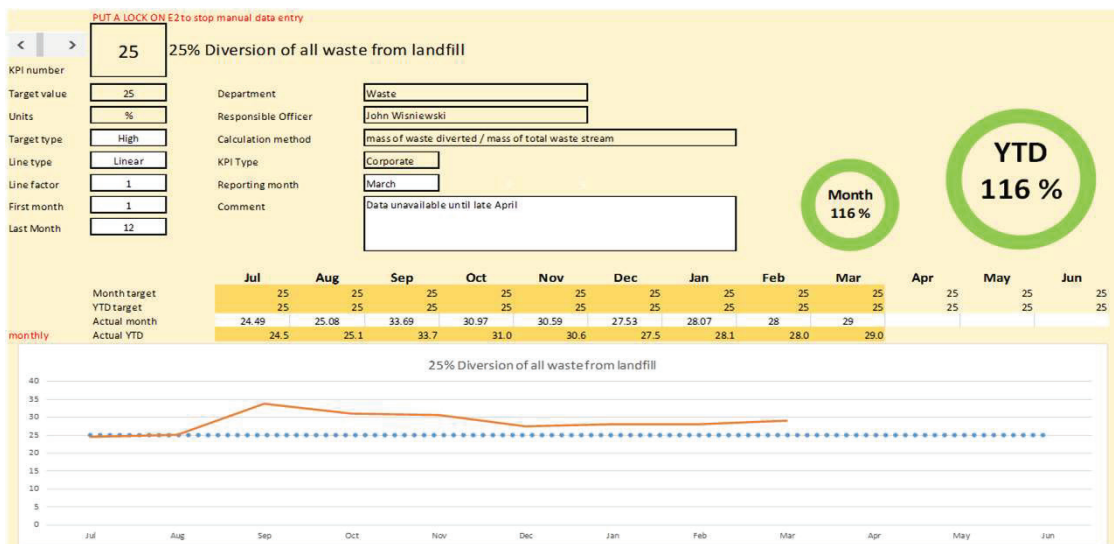 PUT A LOCK ON E2 to stop manual data entry
< >
25
25% Diversion of all waste from landfill
KPI number
Target value 25 Department Waste
Units % Responsible Officer John Wisniewski
Target type High Calculation method mass of waste diverted / mass of total waste stream
Line type Linear KPI Type Corporate
Line factor 1 Reporting month March
First month 1 Comment Data unavailable until late April
Last Month 12
Month
116 %
YTD
116 %
Jul Aug Sep Oct Nov Dec Jan Feb Mar Apr May Jun
Month target 25 25 25 25 25 25 25 25 25 25 25 25
YTD target 25 25 25 25 25 25 25 25 25 25 25 25
Actual month 24.49 25.08 33.69 30.97 30.59 27.53 28.07 28 29
monthly Actual YTD 24.5 25.1 33.7 31.0 30.6 27.5 28.1 28.0 29.0
25% Diversion of all waste from landfill
40
35
30
25
20
15
10
5
0
Jul Aug Sep Oct Nov Dec Jan Feb Mar Apr May Jun